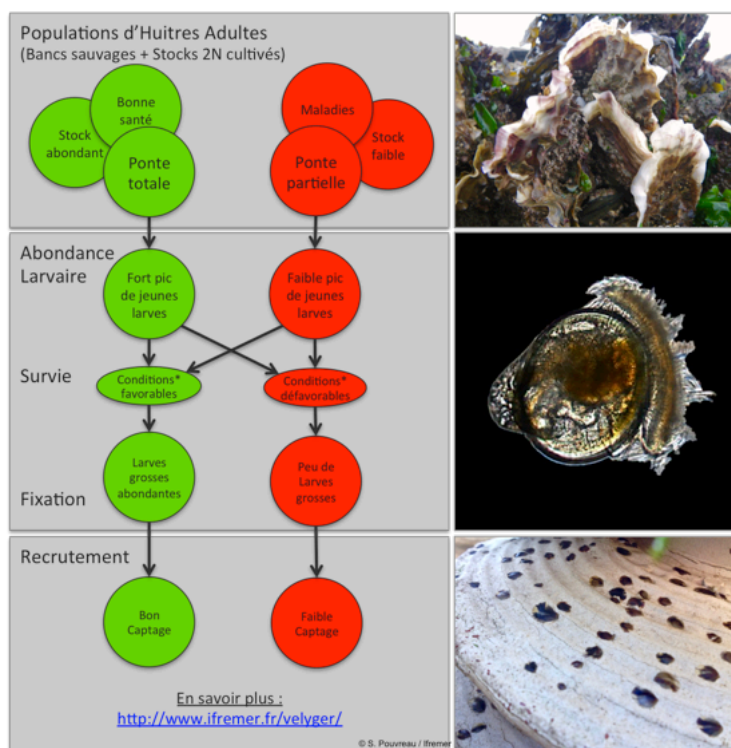 Populations d'Huitres Adultes
(Bancs sauvages + Stocks 2N cultivés)
Bonne
santé
Stock
abondant
Ponte
totale
Maladies
Stock
faible
Ponte
partielle
Abondance
Larvaire
Fort pic
de jeunes
larves
Faible pic
de jeunes
larves
Survie
Conditions*
favorables
Conditions*
défavorables
Larves
grosses
abondantes
Peu de
Larves
grosses
Fixation
Recrutement
Bon
Captage
Faible
Captage
En savoir plus :
http://www.ifremer.fr/velyger/
© S. Pouvreau / Ifremer